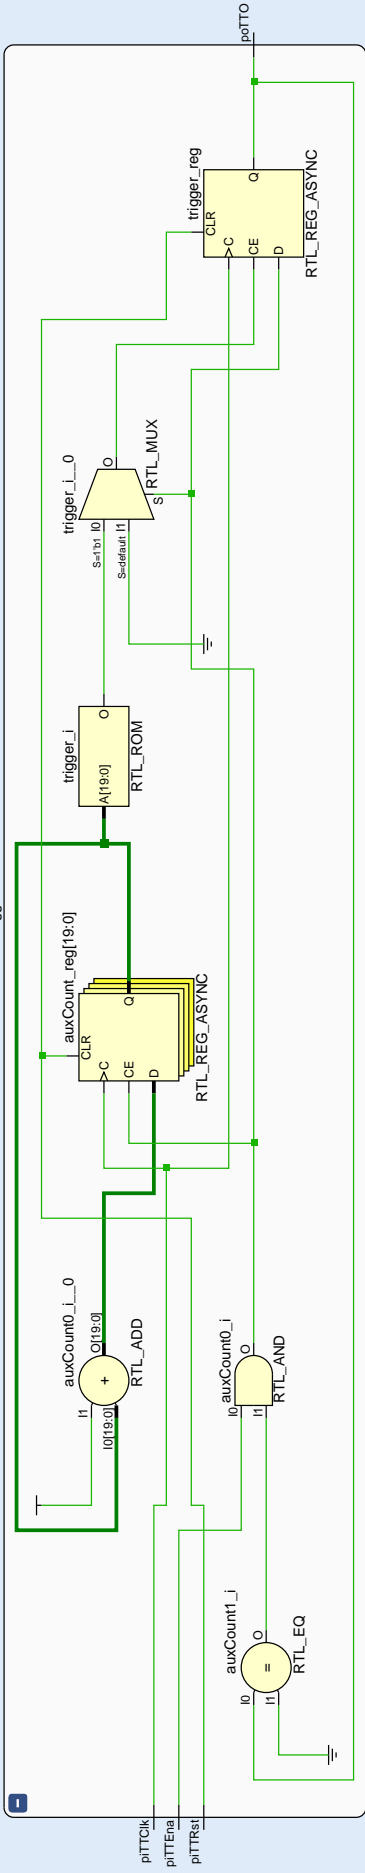 piTTClk
piTTEna
piTTRst
auxCount1_i
I0
I1
=
O
RTL_EQ
auxCount0_i__0
I1
I0[19:0]
+
O[19:0]
RTL_ADD
auxCount0_i
I0
I1
O
RTL_AND
auxCount_reg[19:0]
CLR
C
CE
D
Q
RTL_REG_ASYNC
trigger_i
A[19:0]
O
RTL_ROM
trigger_i__0
S=1'b1
I0
S=default
I1
O
S
RTL_MUX
trigger_reg
CLR
C
CE
D
Q
RTL_REG_ASYNC
poTTO